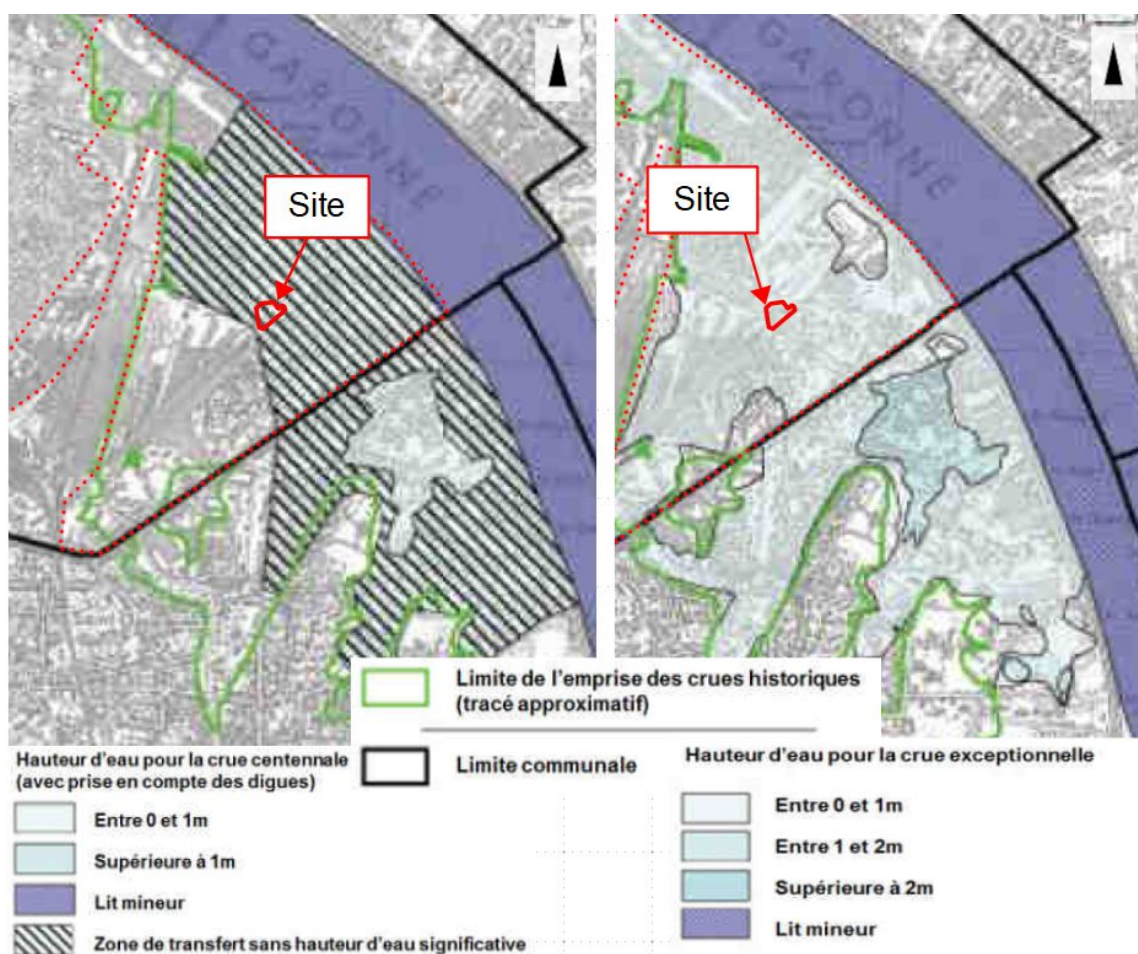 GARONNE
Site
GARONNE
Site
Limite de l'emprise des crues historiques
(tracé approximatif)
Limite communale
Hauteur d'eau pour la crue centennale
(avec prise en compte des digues)
Entre 0 et 1m
Supérieure à 1m
Lit mineur
Zone de transfert sans hauteur d'eau significative
Hauteur d'eau pour la crue exceptionnelle
Entre 0 et 1m
Entre 1 et 2m
Supérieure à 2m
Lit mineur